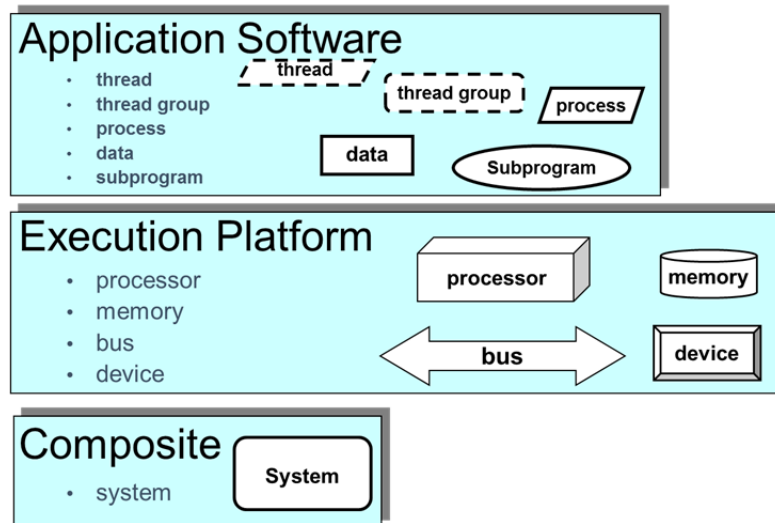 Application Software
thread
thread group
process
data
subprogram
thread
thread group
process
data
Subprogram
Execution Platform
processor
memory
bus
device
processor
memory
bus
device
Composite
system
System